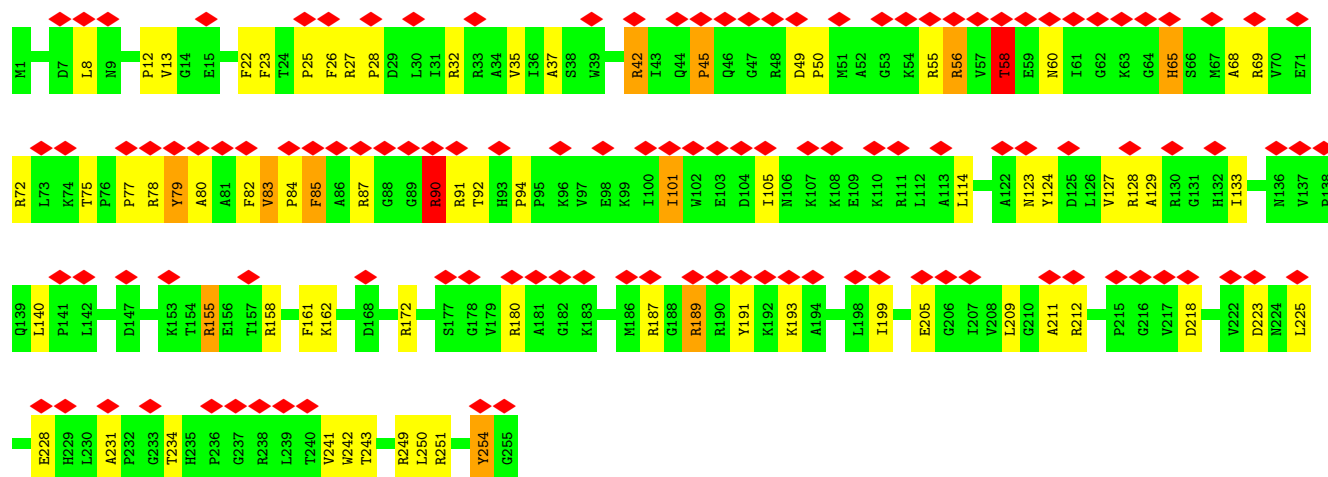 M1 D7 L8 N9 P12 V13 G14 E15 F22 F23 T24 P25 F26 R27 P28 D29 L30 I31 R32 R33 A34 V35 I36 A37 S38 W39 R42 I43 Q44 P45 Q46 G47 R48 D49 P50 M51 A52 G53 K54 R55 R56 V57 T58 E59 N60 I61 G62 K63 G64 H65 S66 M67 A68 R69 V70 E71
R72 L73 K74 T75 P76 P77 R78 Y79 A80 A81 F82 V83 P84 F85 A86 R87 G88 G89 R90 R91 T92 H93 P94 P95 K96 V97 E98 K99 I100 I101 W102 E103 D104 I105 N106 K107 K108 E109 K110 R111 L112 A113 L114 A122 N123 Y124 D125 L126 V127 R128 A129 R130 G131 H132 I133 N136 V137 P138
Q139 L140 P141 L142 D147 K153 T154 R155 E156 T157 R158 F161 K162 D168 R172 S177 G178 V179 R180 A181 G182 K183 M186 R187 G188 R189 R190 Y191 K192 K193 A194 L198 I199 E205 G206 I207 V208 L209 G210 A211 R212 P215 G216 V217 D218 V222 D223 N224 L225
E228 H229 L230 A231 P232 G233 T234 H235 P236 G237 R238 L239 T240 V241 W242 T243 R249 L250 R251 Y254 G255